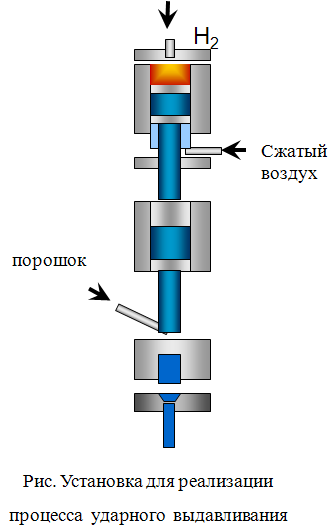 H₂
Сжатый
воздух
порошок
Рис. Установка для реализации
процесса ударного выдавливания